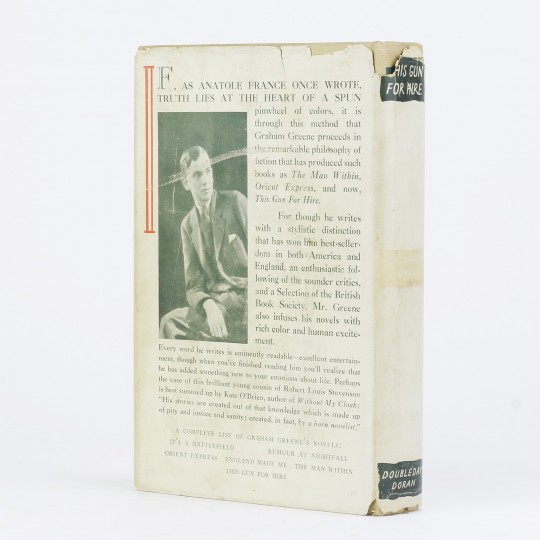 IF, AS ANATOLE FRANCE ONCE WROTE,
TRUTH LIES AT THE HEART OF A SPUN
pinwheel of colors, it is
through this method that
Graham Greene proceeds in
the remarkable philosophy of
fiction that has produced such
books as The Man Within,
Orient Express, and now,
This Gun For Hire.
For though he writes
with a stylistic distinction
that has won him best-seller-
dom in both America and
England, an enthusiastic fol-
lowing of the sounder critics,
and a Selection of the British
Book Society, Mr. Greene
also infuses his novels with
rich color and human excite-
ment.
Every word he writes is eminently readable—excellent entertain-
ment, though when you've finished reading him you'll realize that
he has added something new to your emotions about life. Perhaps
the case of this brilliant young cousin of Robert Louis Stevenson
is best summed up by Kate O'Brien, author of Without My Cloak:
"His stories are created out of that knowledge which is made up
of pity and justice and sanity; created, in fact, by a born novelist."
A COMPLETE LIST OF GRAHAM GREENE'S NOVELS:
IT'S A BATTLEFIELD RUMOUR AT NIGHTFALL
ORIENT EXPRESS ENGLAND MADE ME THE MAN WITHIN
THIS GUN FOR HIRE
THIS GUN
FOR HIRE
DOUBLEDAY
DORAN